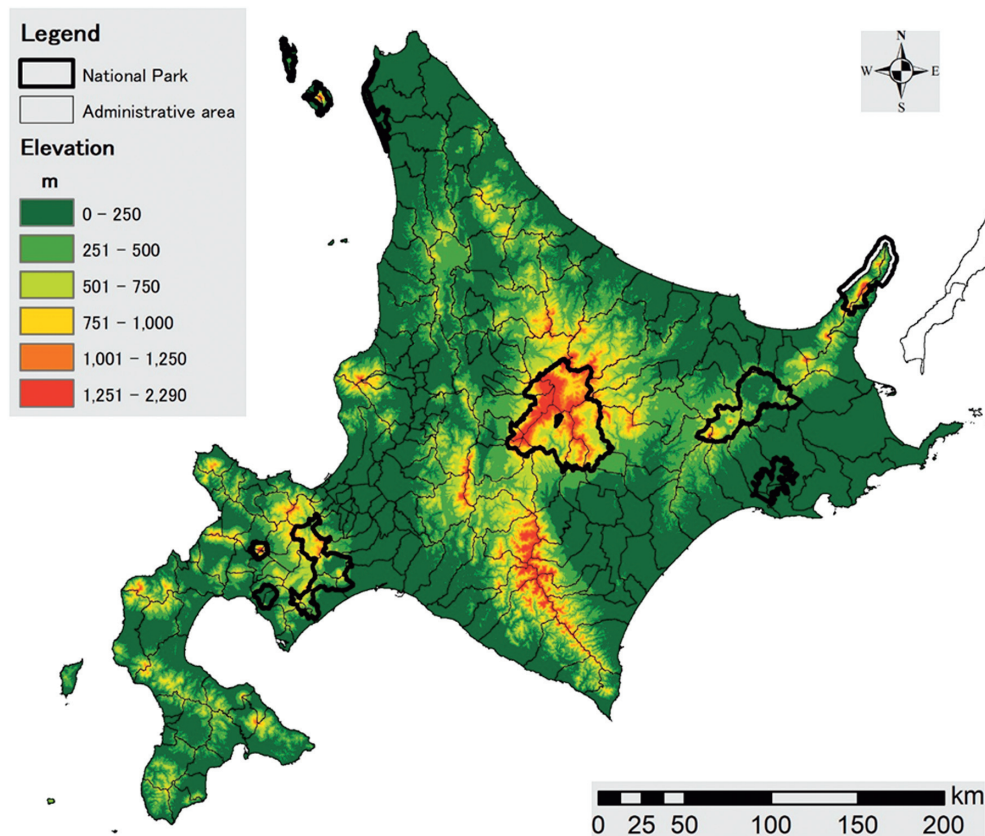 Legend
National Park
Administrative area
Elevation
m
0 – 250
251 – 500
501 – 750
751 – 1,000
1,001 – 1,250
1,251 – 2,290
N
W E
S
km
0 25 50 100 150 200